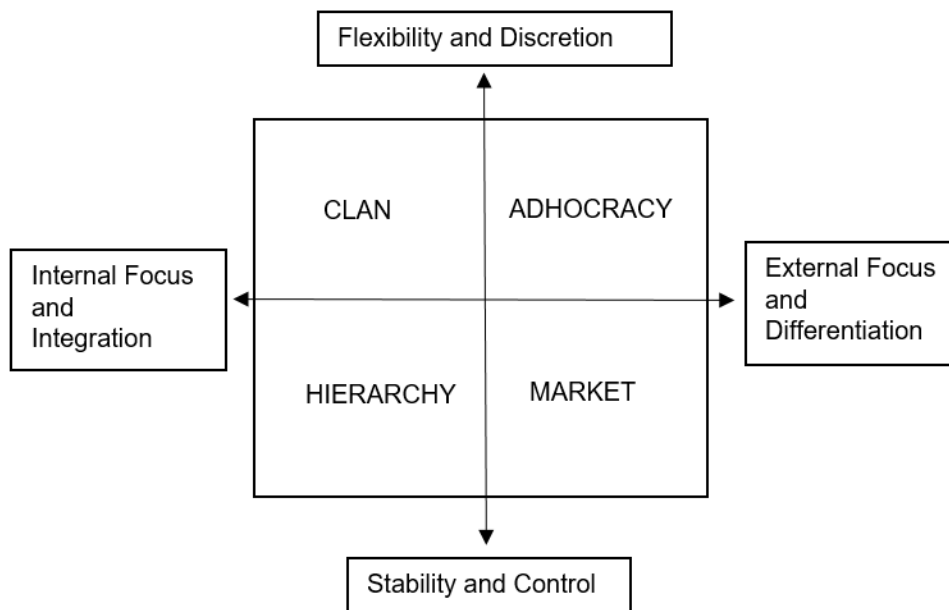 Flexibility and Discretion
CLAN
ADHOCRACY
Internal Focus
and
Integration
External Focus
and
Differentiation
HIERARCHY
MARKET
Stability and Control